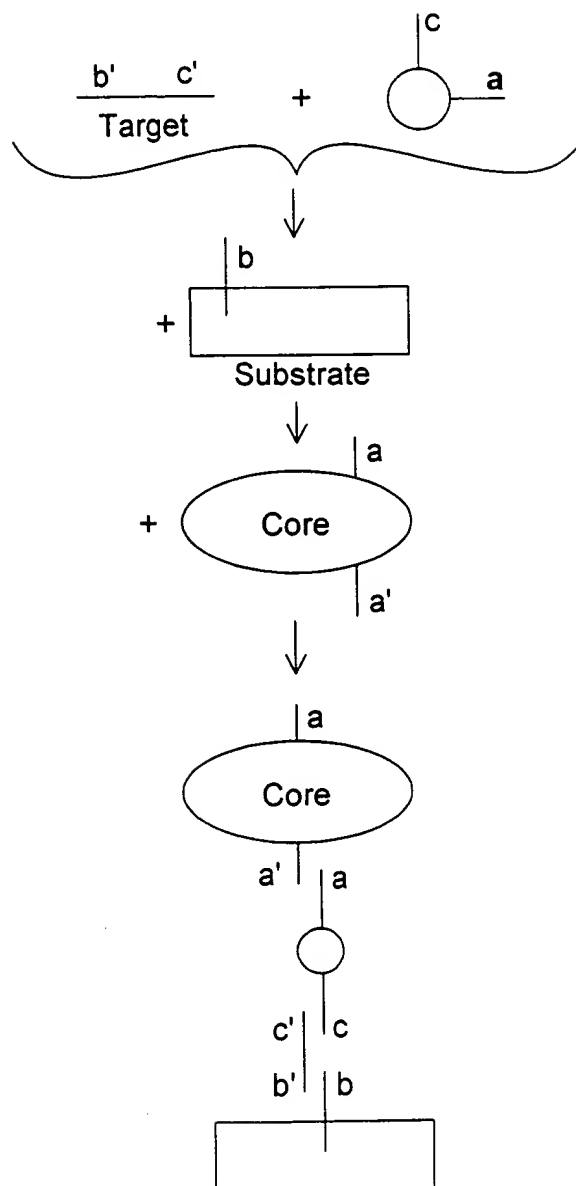 c
b' c' + a
Target
b
+
Substrate
a
+ Core
a'
a
Core
a' a
c' c
b' b